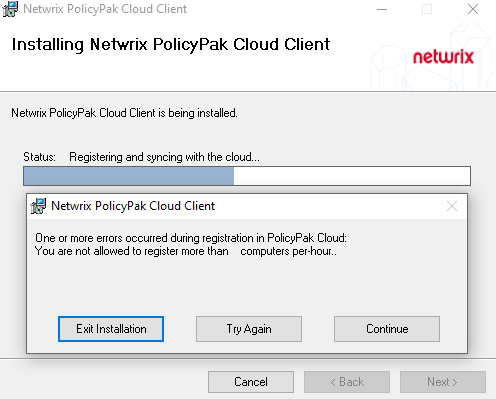 Netwrix PolicyPak Cloud Client
Installing Netwrix PolicyPak Cloud Client
netwrix
Netwrix PolicyPak Cloud Client is being installed.
Status: Registering and syncing with the cloud...
Netwrix PolicyPak Cloud Client
One or more errors occurred during registration in PolicyPak Cloud:
You are not allowed to register more than computers per-hour..
Exit Installation Try Again Continue
Cancel < Back Next >